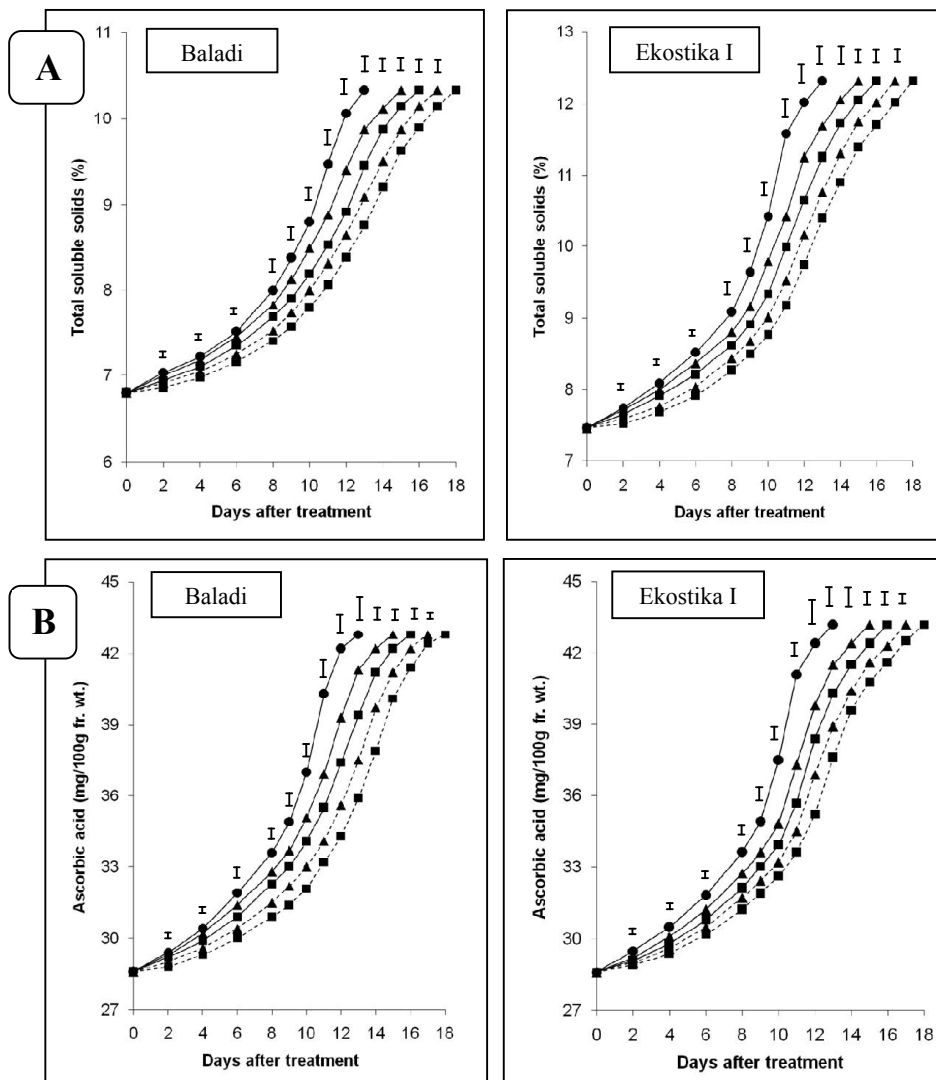 A
Baladi
Total soluble solids (%)
11
10
9
8
7
6
0 2 4 6 8 10 12 14 16 18
Days after treatment
Ekostika I
Total soluble solids (%)
13
12
11
10
9
8
7
0 2 4 6 8 10 12 14 16 18
Days after treatment
B
Baladi
Ascorbic acid (mg/100g fr. wt.)
45
42
39
36
33
30
27
0 2 4 6 8 10 12 14 16 18
Days after treatment
Ekostika I
Ascorbic acid (mg/100g fr. wt.)
45
42
39
36
33
30
27
0 2 4 6 8 10 12 14 16 18
Days after treatment